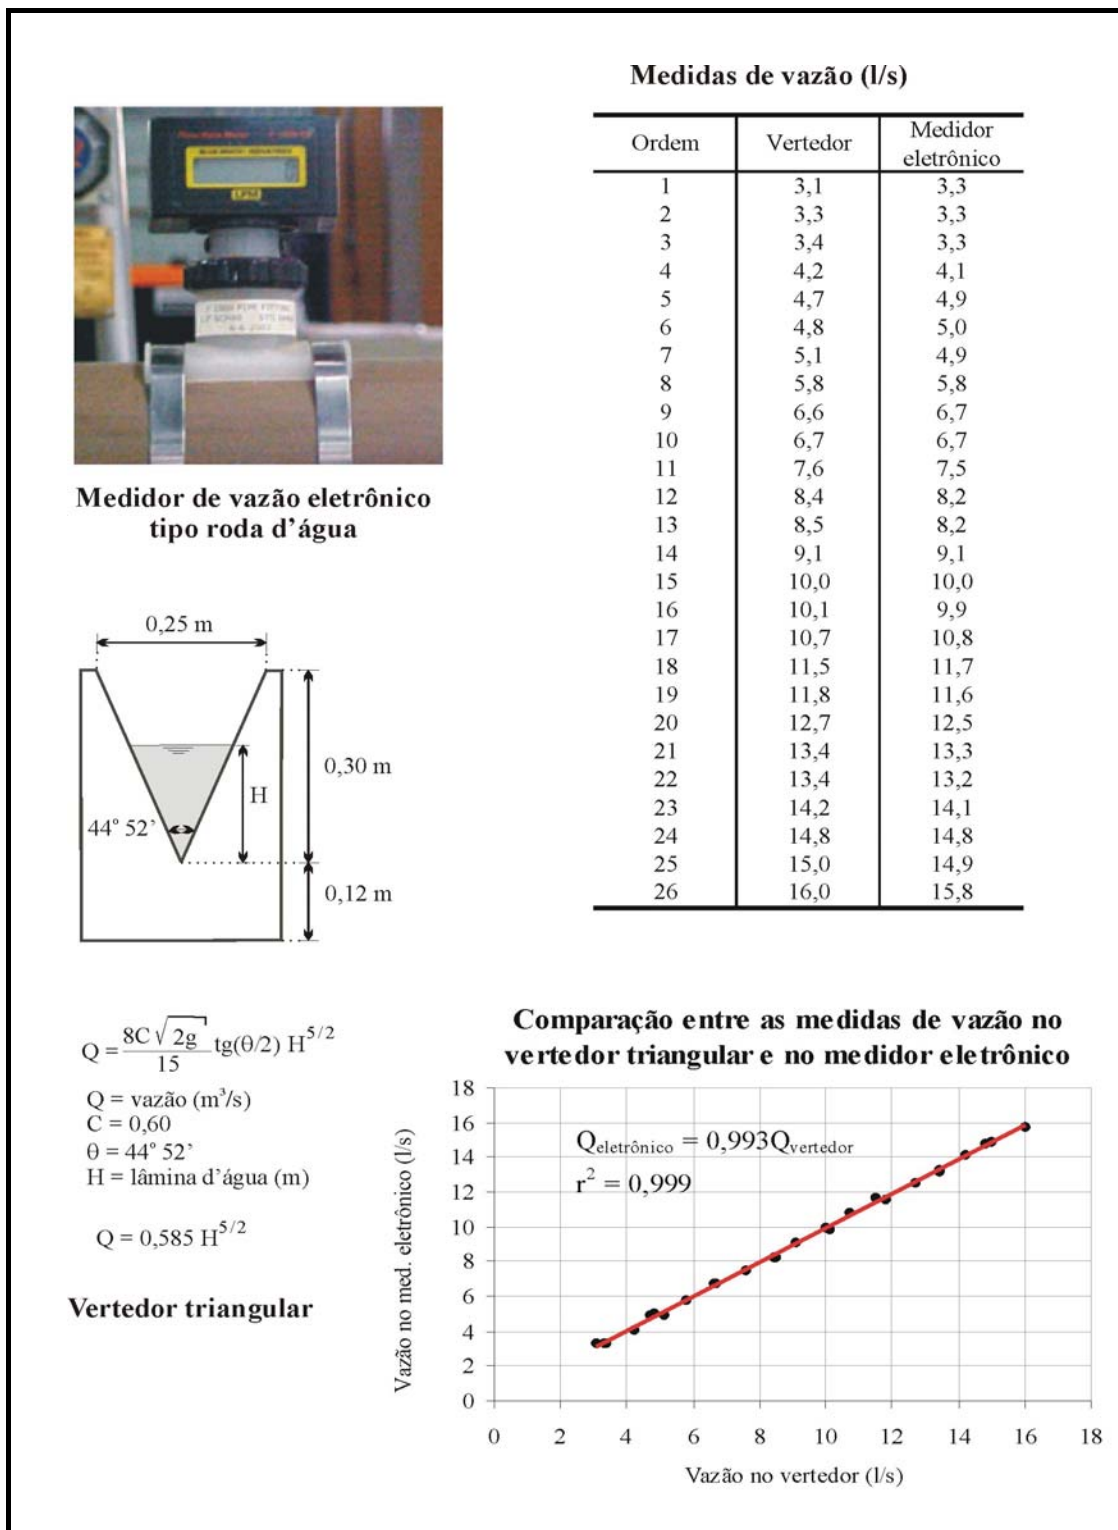 Medidas de vazão (l/s)
Ordem Vertedor Medidor eletrônico
1 3,1 3,3
2 3,3 3,3
3 3,4 3,3
4 4,2 4,1
5 4,7 4,9
6 4,8 5,0
7 5,1 4,9
8 5,8 5,8
9 6,6 6,7
10 6,7 6,7
11 7,6 7,5
12 8,4 8,2
13 8,5 8,2
14 9,1 9,1
15 10,0 10,0
16 10,1 9,9
17 10,7 10,8
18 11,5 11,7
19 11,8 11,6
20 12,7 12,5
21 13,4 13,3
22 13,4 13,2
23 14,2 14,1
24 14,8 14,8
25 15,0 14,9
26 16,0 15,8
LPM
Medidor de vazão eletrônico
tipo roda d’água
0,25 m
0,30 m
H
44° 52’
0,12 m
Q = 8C√2g/15 tg(θ/2) H^5/2
Q = vazão (m³/s)
C = 0,60
θ = 44° 52’
H = lâmina d’água (m)
Q = 0,585 H^5/2
Vertedor triangular
Comparação entre as medidas de vazão no
vertedor triangular e no medidor eletrônico
Vazão no med. eletrônico (l/s)
18
16
14
12
10
8
6
4
2
0
Qeletrônico = 0,993Qvertedor
r² = 0,999
0 2 4 6 8 10 12 14 16 18
Vazão no vertedor (l/s)